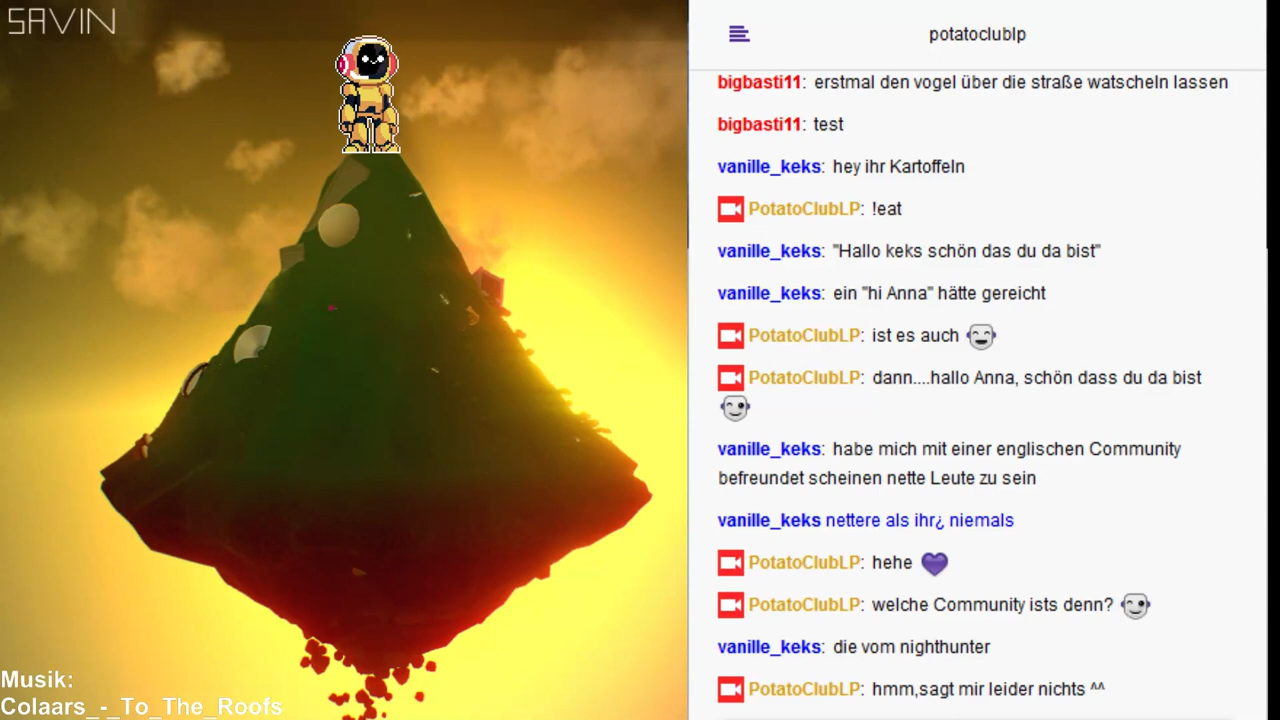 SAVIN
Musik:
Colaars_-_To_The_Roofs
potatoclublp
bigbasti11: erstmal den vogel über die straße watscheln lassen
bigbasti11: test
vanille_keks: hey ihr Kartoffeln
PotatoClubLP: !eat
vanille_keks: "Hallo keks schön das du da bist"
vanille_keks: ein "hi Anna" hätte gereicht
PotatoClubLP: ist es auch
PotatoClubLP: dann....hallo Anna, schön dass du da bist
vanille_keks: habe mich mit einer englischen Community
befreundet scheinen nette Leute zu sein
vanille_keks nettere als ihr¿ niemals
PotatoClubLP: hehe
PotatoClubLP: welche Community ists denn?
vanille_keks: die vom nighthunter
PotatoClubLP: hmm,sagt mir leider nichts ^^